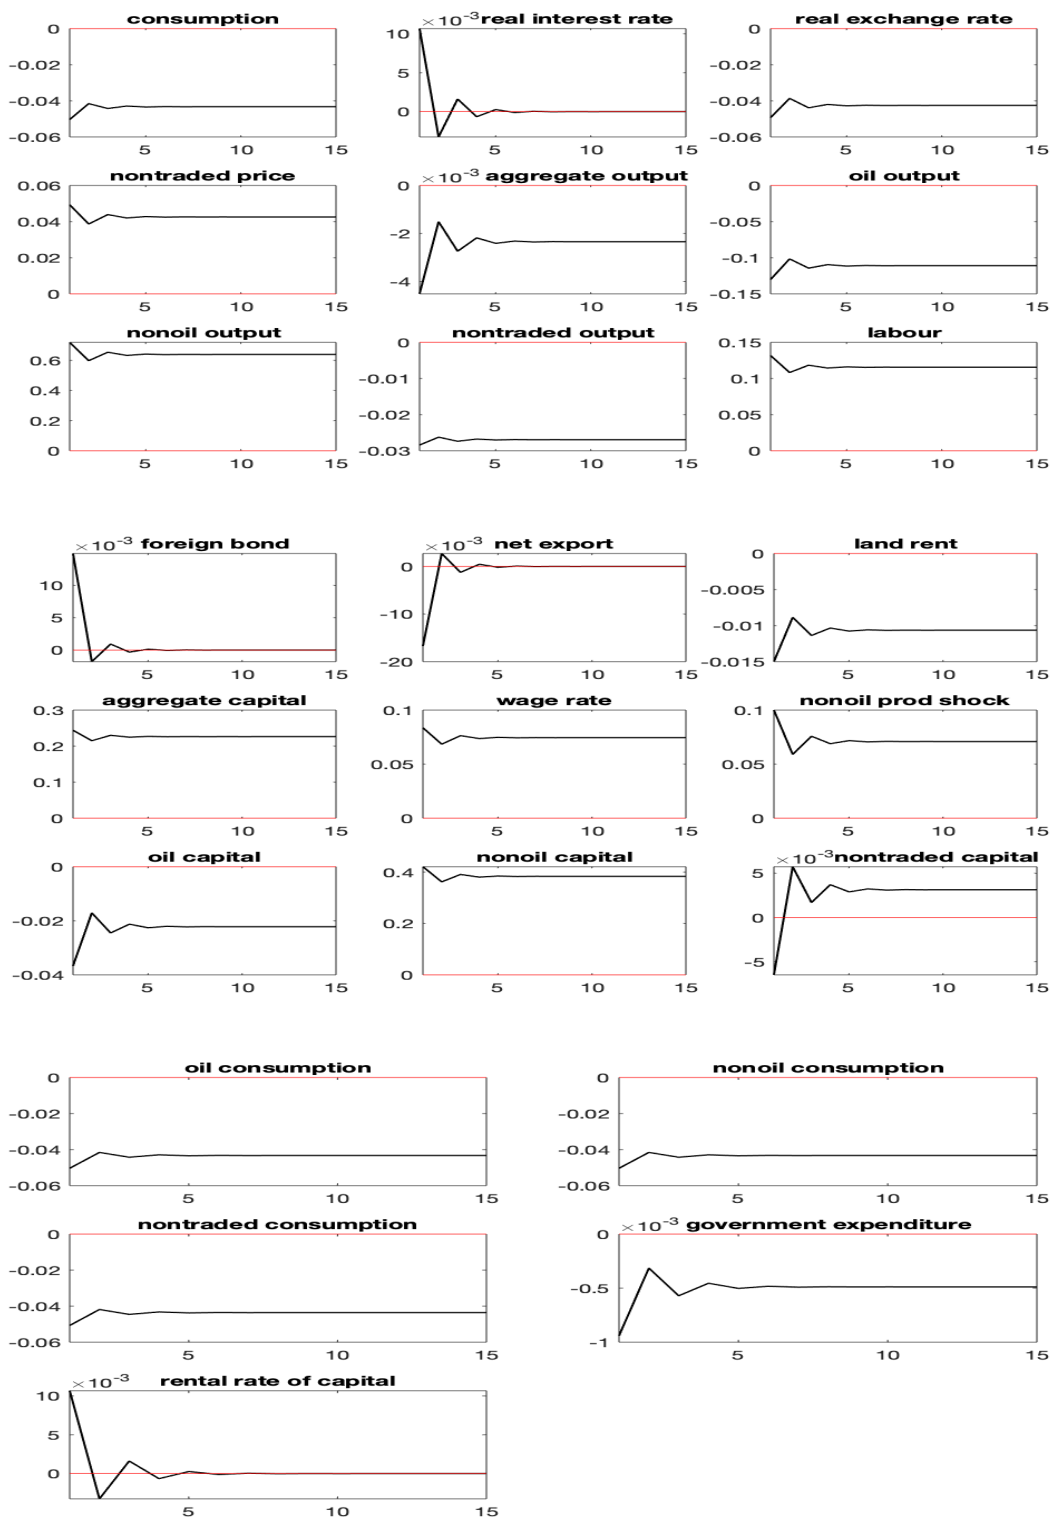 consumption
0
-0.02
-0.04
-0.06
5 10 15
×10⁻³ real interest rate
10
5
0
5 10 15
real exchange rate
0
-0.02
-0.04
-0.06
5 10 15
nontraded price
0.06
0.04
0.02
0
5 10 15
×10⁻³ aggregate output
0
-2
-4
5 10 15
oil output
0
-0.05
-0.1
-0.15
5 10 15
nonoil output
0.6
0.4
0.2
0
5 10 15
nontraded output
0
-0.01
-0.02
-0.03
5 10 15
labour
0.15
0.1
0.05
0
5 10 15
×10⁻³ foreign bond
10
5
0
5 10 15
×10⁻³ net export
0
-10
-20
5 10 15
land rent
0
-0.005
-0.01
-0.015
5 10 15
aggregate capital
0.3
0.2
0.1
0
5 10 15
wage rate
0.1
0.05
0
5 10 15
nonoil prod shock
0.1
0.05
0
5 10 15
oil capital
0
-0.02
-0.04
5 10 15
nonoil capital
0.4
0.2
0
5 10 15
×10⁻³ nontraded capital
5
0
-5
5 10 15
oil consumption
0
-0.02
-0.04
-0.06
5 10 15
nonoil consumption
0
-0.02
-0.04
-0.06
5 10 15
nontraded consumption
0
-0.02
-0.04
-0.06
5 10 15
×10⁻³ government expenditure
0
-0.5
-1
5 10 15
×10⁻³ rental rate of capital
10
5
0
5 10 15